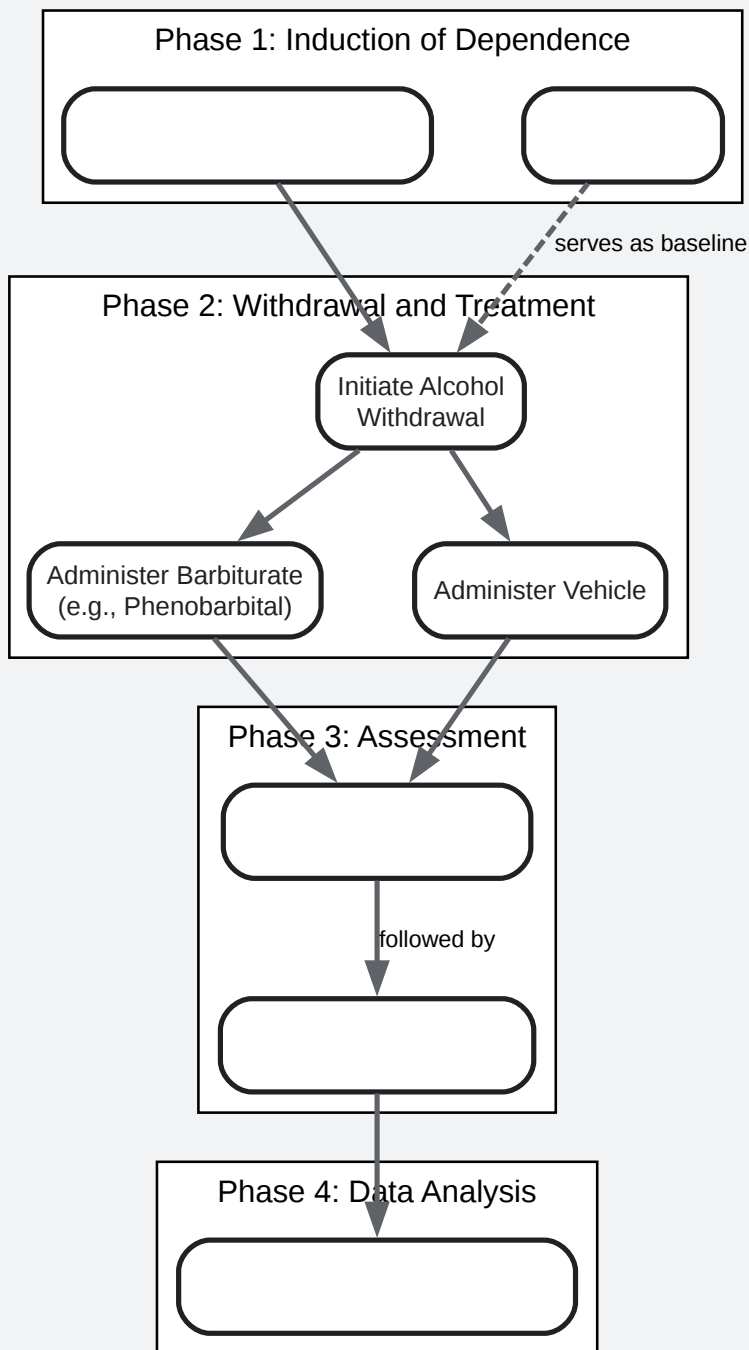 Phase 1: Induction of Dependence
serves as baseline
Phase 2: Withdrawal and Treatment
Initiate Alcohol
Withdrawal
Administer Barbiturate
(e.g., Phenobarbital)
Administer Vehicle
Phase 3: Assessment
followed by
Phase 4: Data Analysis